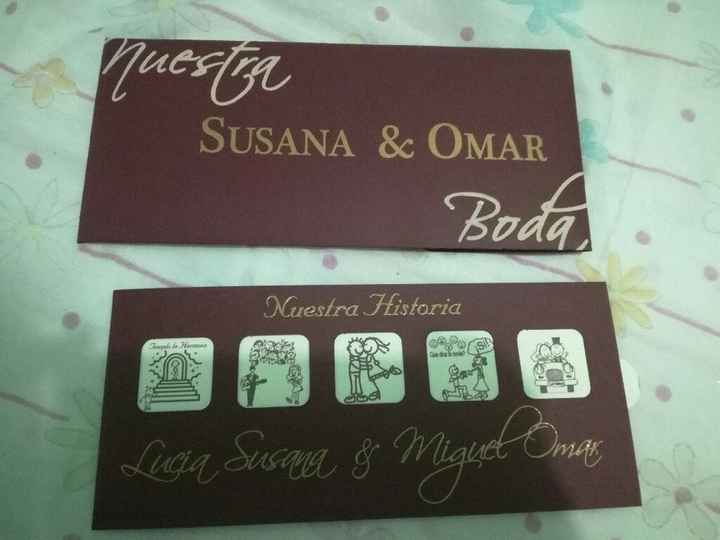 Nuestra
SUSANA & OMAR
Boda,
Nuestra Historia
Lucia Susana & Miguel Omar